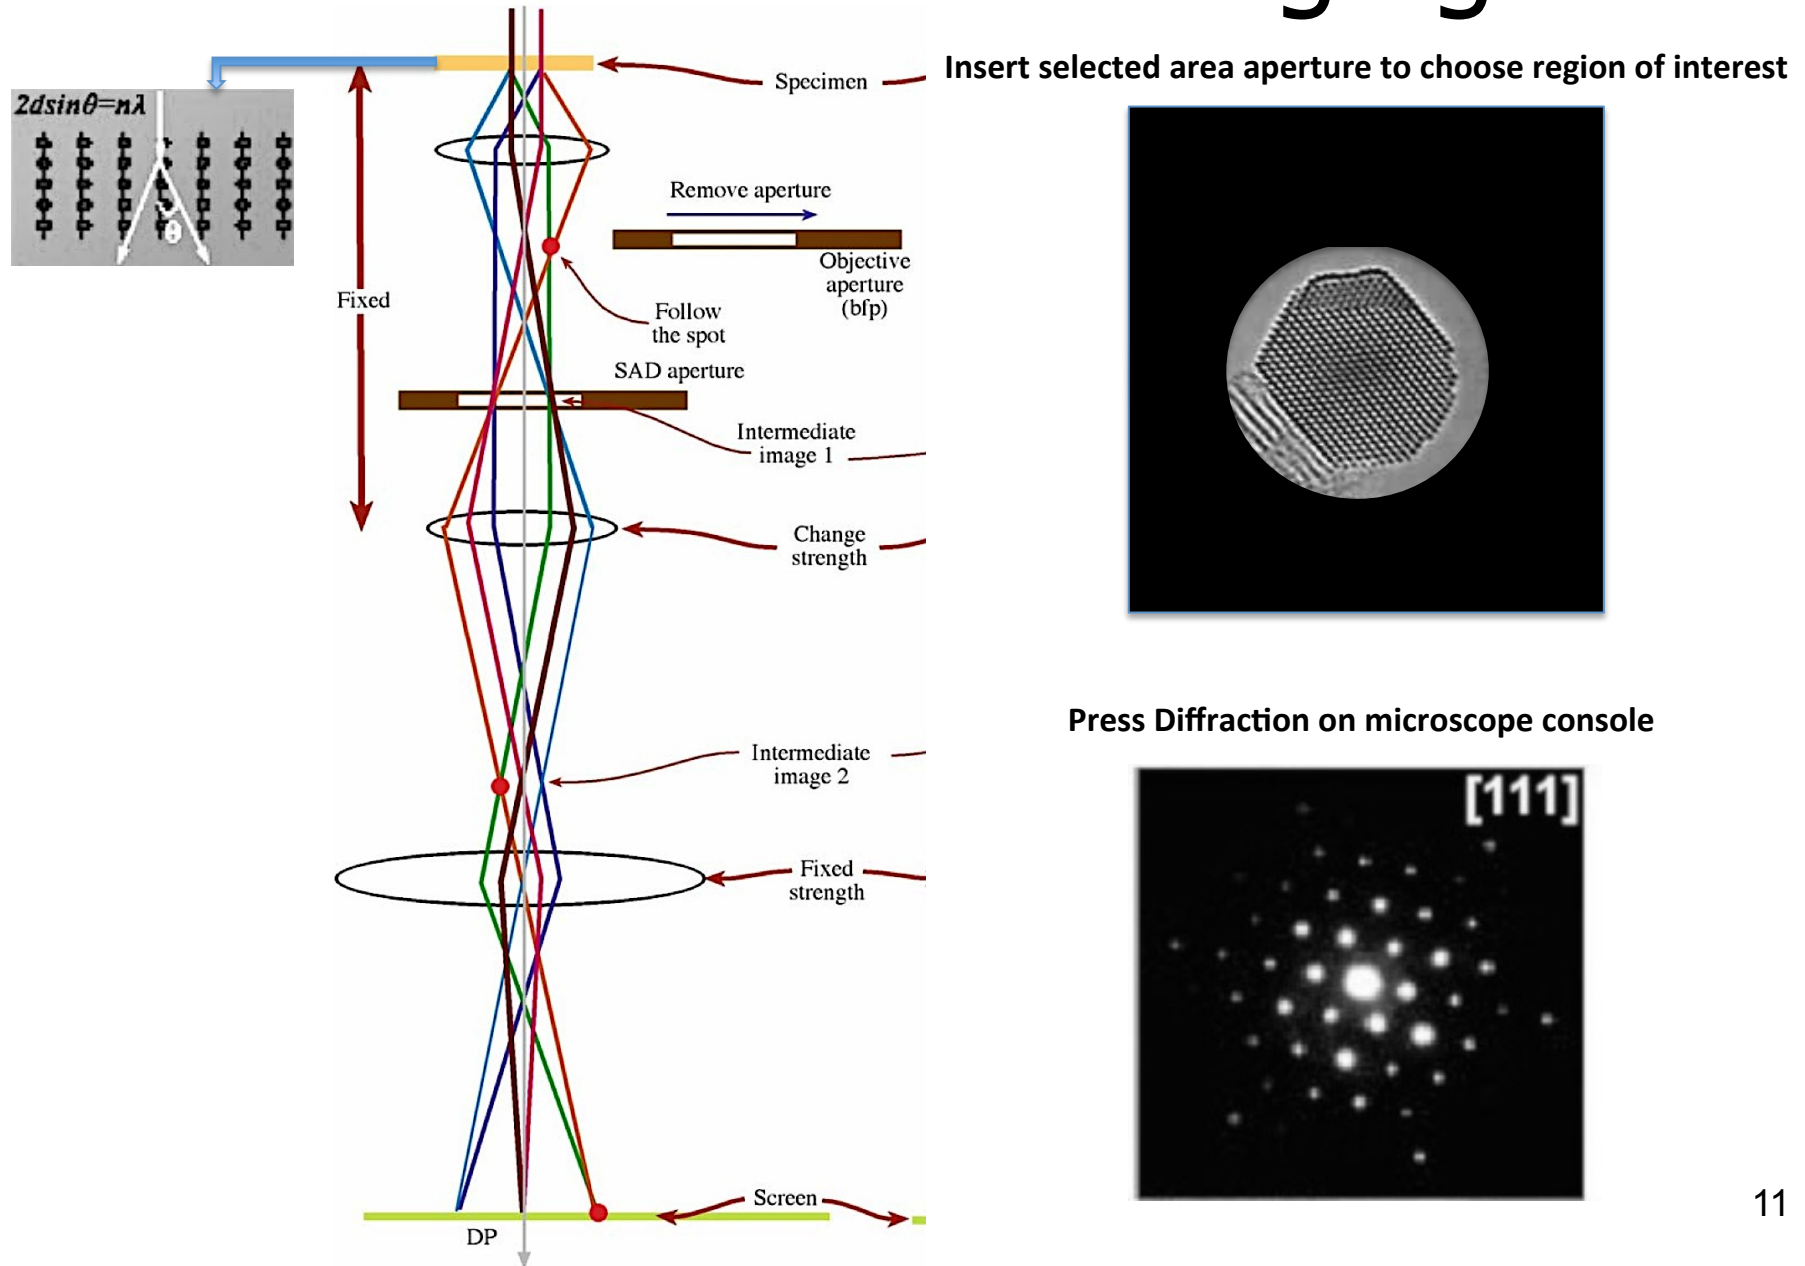 Insert selected area aperture to choose region of interest
Specimen
2dsinθ=nλ
θ
Remove aperture
Objective
aperture
(bfp)
Fixed
Follow
the spot
SAD aperture
Intermediate
image 1
Change
strength
Press Diffraction on microscope console
Intermediate
image 2
[111]
Fixed
strength
Screen
DP
11